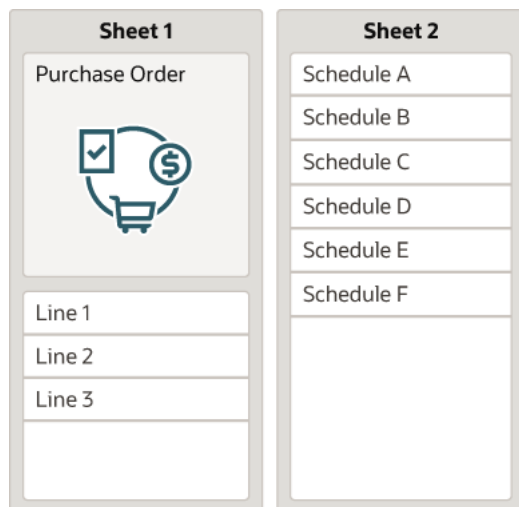 Sheet 1
Purchase Order
$
Line 1
Line 2
Line 3
Sheet 2
Schedule A
Schedule B
Schedule C
Schedule D
Schedule E
Schedule F